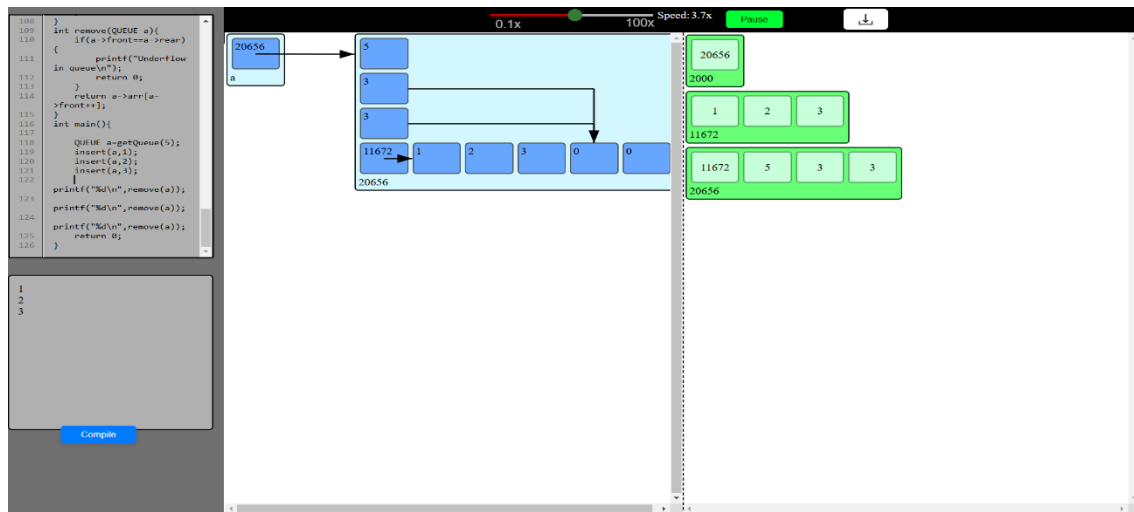 0.1x
100x
Speed: 3.7x
Pause
108 }
109 int remove(QUEUE a){
110 if(a->front==a->rear)
{
111 printf("Underflow
in queue\n");
112 return 0;
113 }
114 return a->arr[a-
>front++];
115 }
116 int main(){
117
118 QUEUE a=getQueue(5);
119 insert(a,1);
120 insert(a,2);
121 insert(a,3);
122
printf("%d\n",remove(a));
123
printf("%d\n",remove(a));
124
printf("%d\n",remove(a));
125 return 0;
126 }
1
2
3
Compile
20656
a
5
3
3
11672 1 2 3 0 0
20656
20656
2000
1 2 3
11672
11672 5 3 3
20656